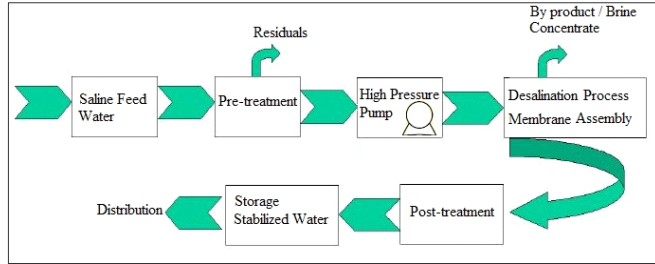 By product / Brine
Concentrate
Residuals
Saline Feed
Water
Pre-treatment
High Pressure
Pump
Desalination Process
Membrane Assembly
Distribution
Storage
Stabilized Water
Post-treatment